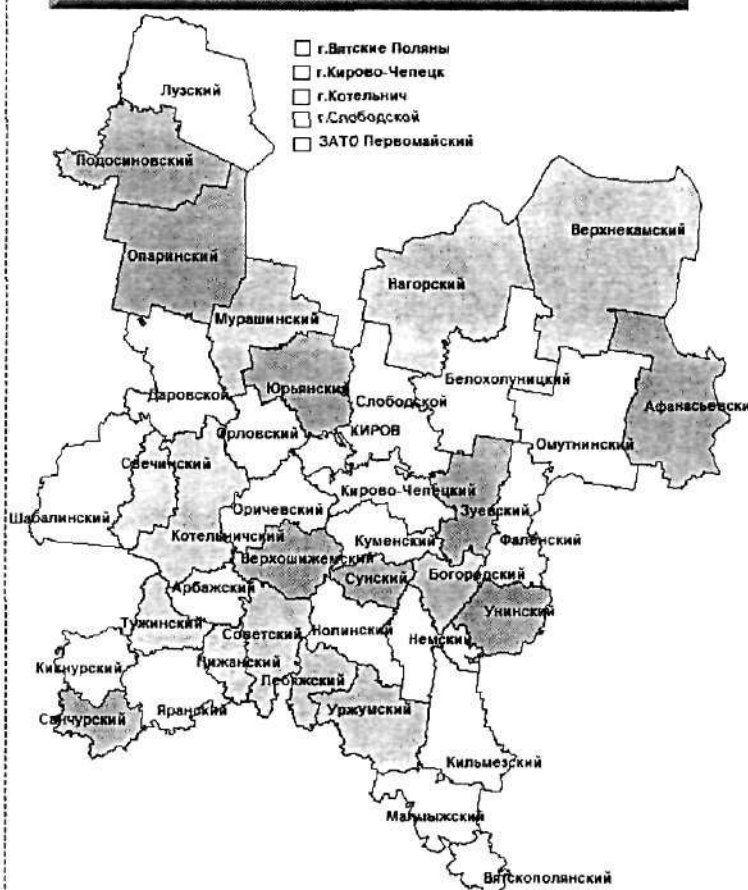 г.Вятские Поляны
г.Кирово-Чепецк
г.Котельнич
г.Слободской
ЗАТО Первомайский
Лузский
Подосиновский
Опаринский
Верхнекамский
Нагорский
Мурашинский
Даровской
Юрьянский
Слободской
Белохолуницкий
Афанасьевский
Орловский
КИРОВ
Омутнинский
Свечинский
Кирово-Чепецкий
Шабалинский
Оричевский
Зуевский
Котельничский
Куменский
Фаленский
Верхошижемский
Арбажский
Сунский
Богородский
Унинский
Тужинский
Советский
Нолинский
Немский
Кикнурский
Пижанский
Лебяжский
Санчурский
Яранский
Уржумский
Кильмезский
Малмыжский
Вятскополянский